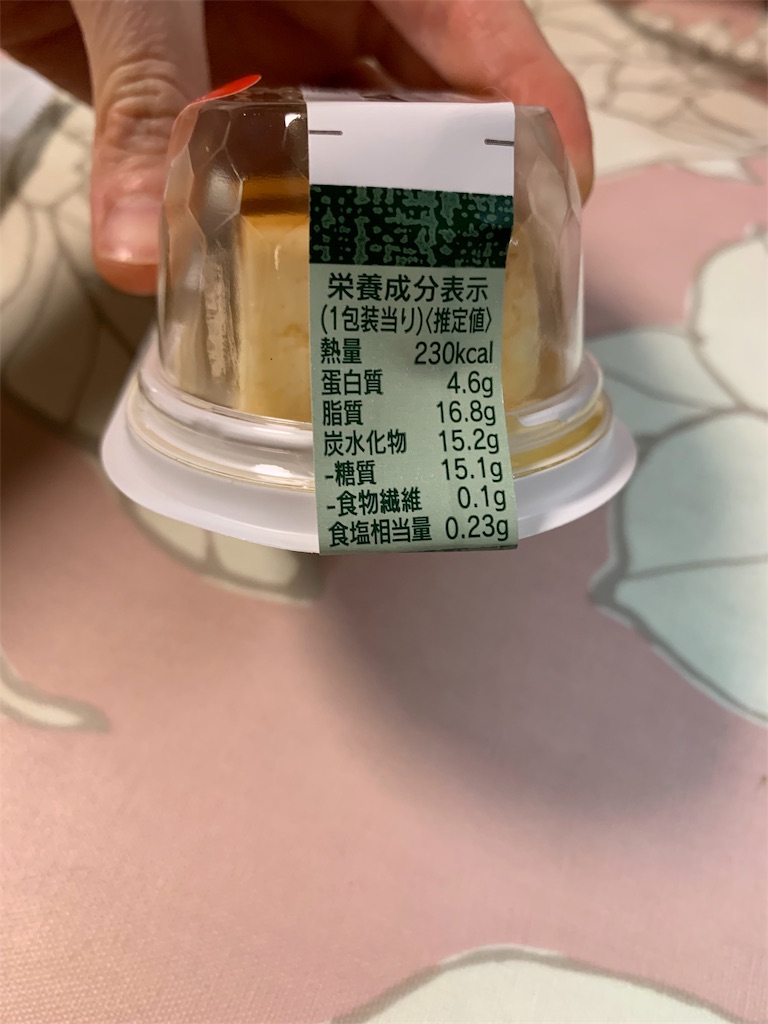 栄養成分表示
(1包装当り)〈推定値〉
熱量 230kcal
蛋白質 4.6g
脂質 16.8g
炭水化物 15.2g
-糖質 15.1g
-食物繊維 0.1g
食塩相当量 0.23g